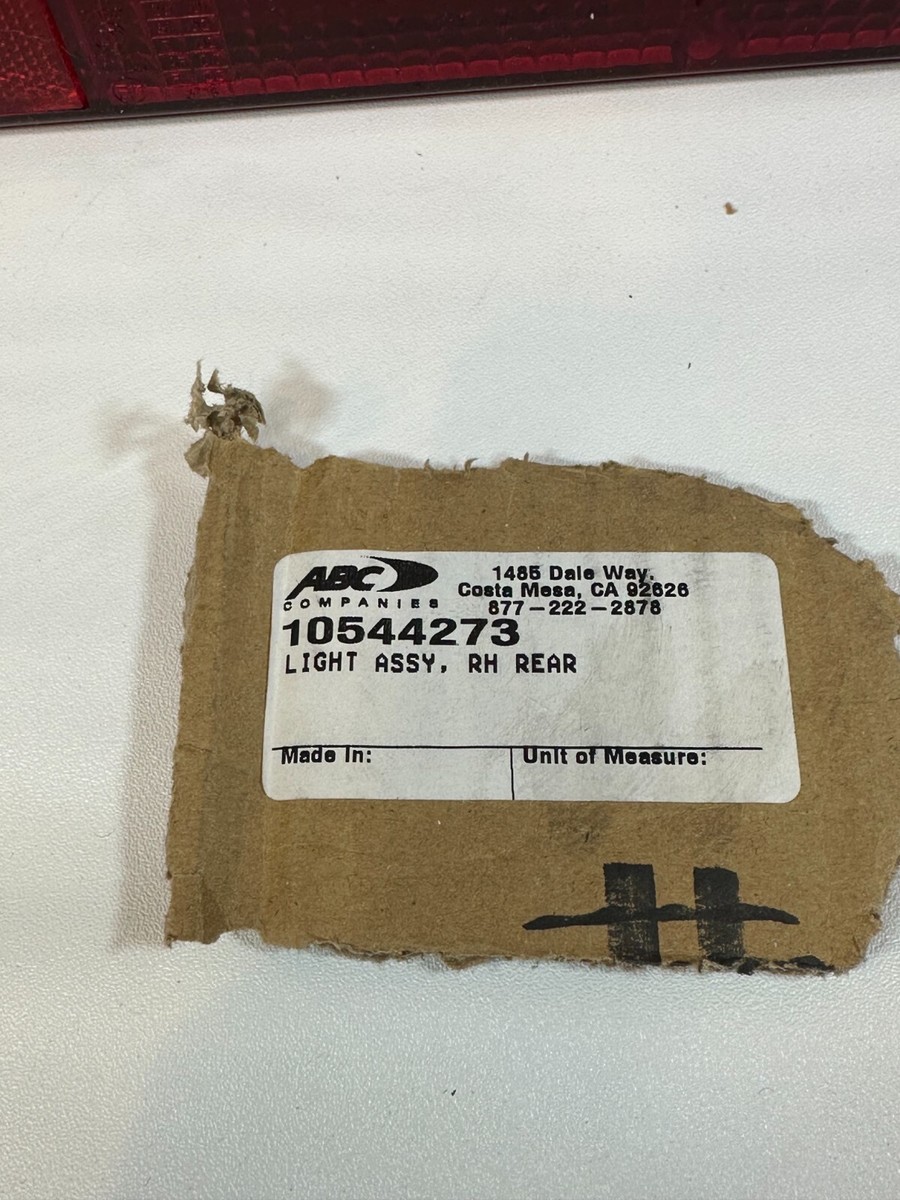 ABC
COMPANIES
1485 Dale Way,
Costa Mesa, CA 92626
877-222-2878
10544273
LIGHT ASSY, RH REAR
Made In:
Unit of Measure: